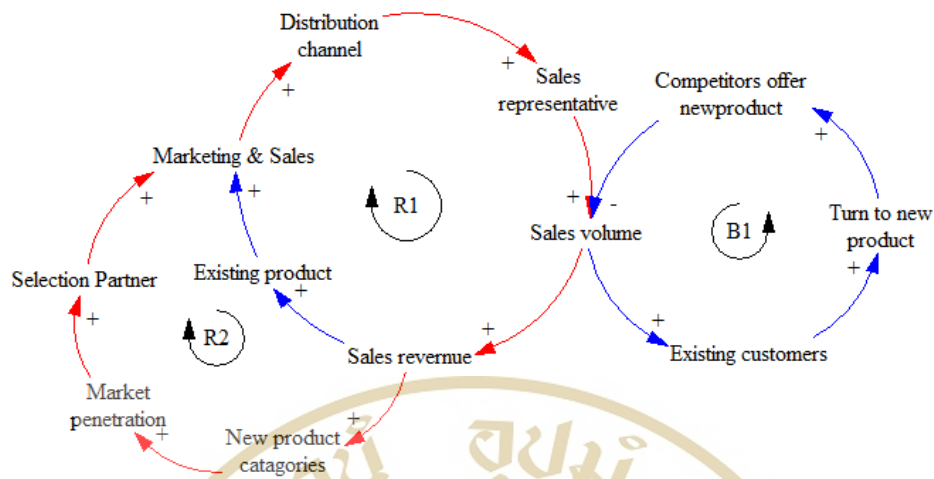 Distribution
channel
+
Sales
representative
Competitors offer
newproduct
+
+
Marketing & Sales
+
+
+
-
R1
B1
Sales volume
Turn to new
product
+
Selection Partner
Existing product
+
+
R2
+
+
Sales revernue
Existing customers
Market
penetration
+
+
New product
catagories